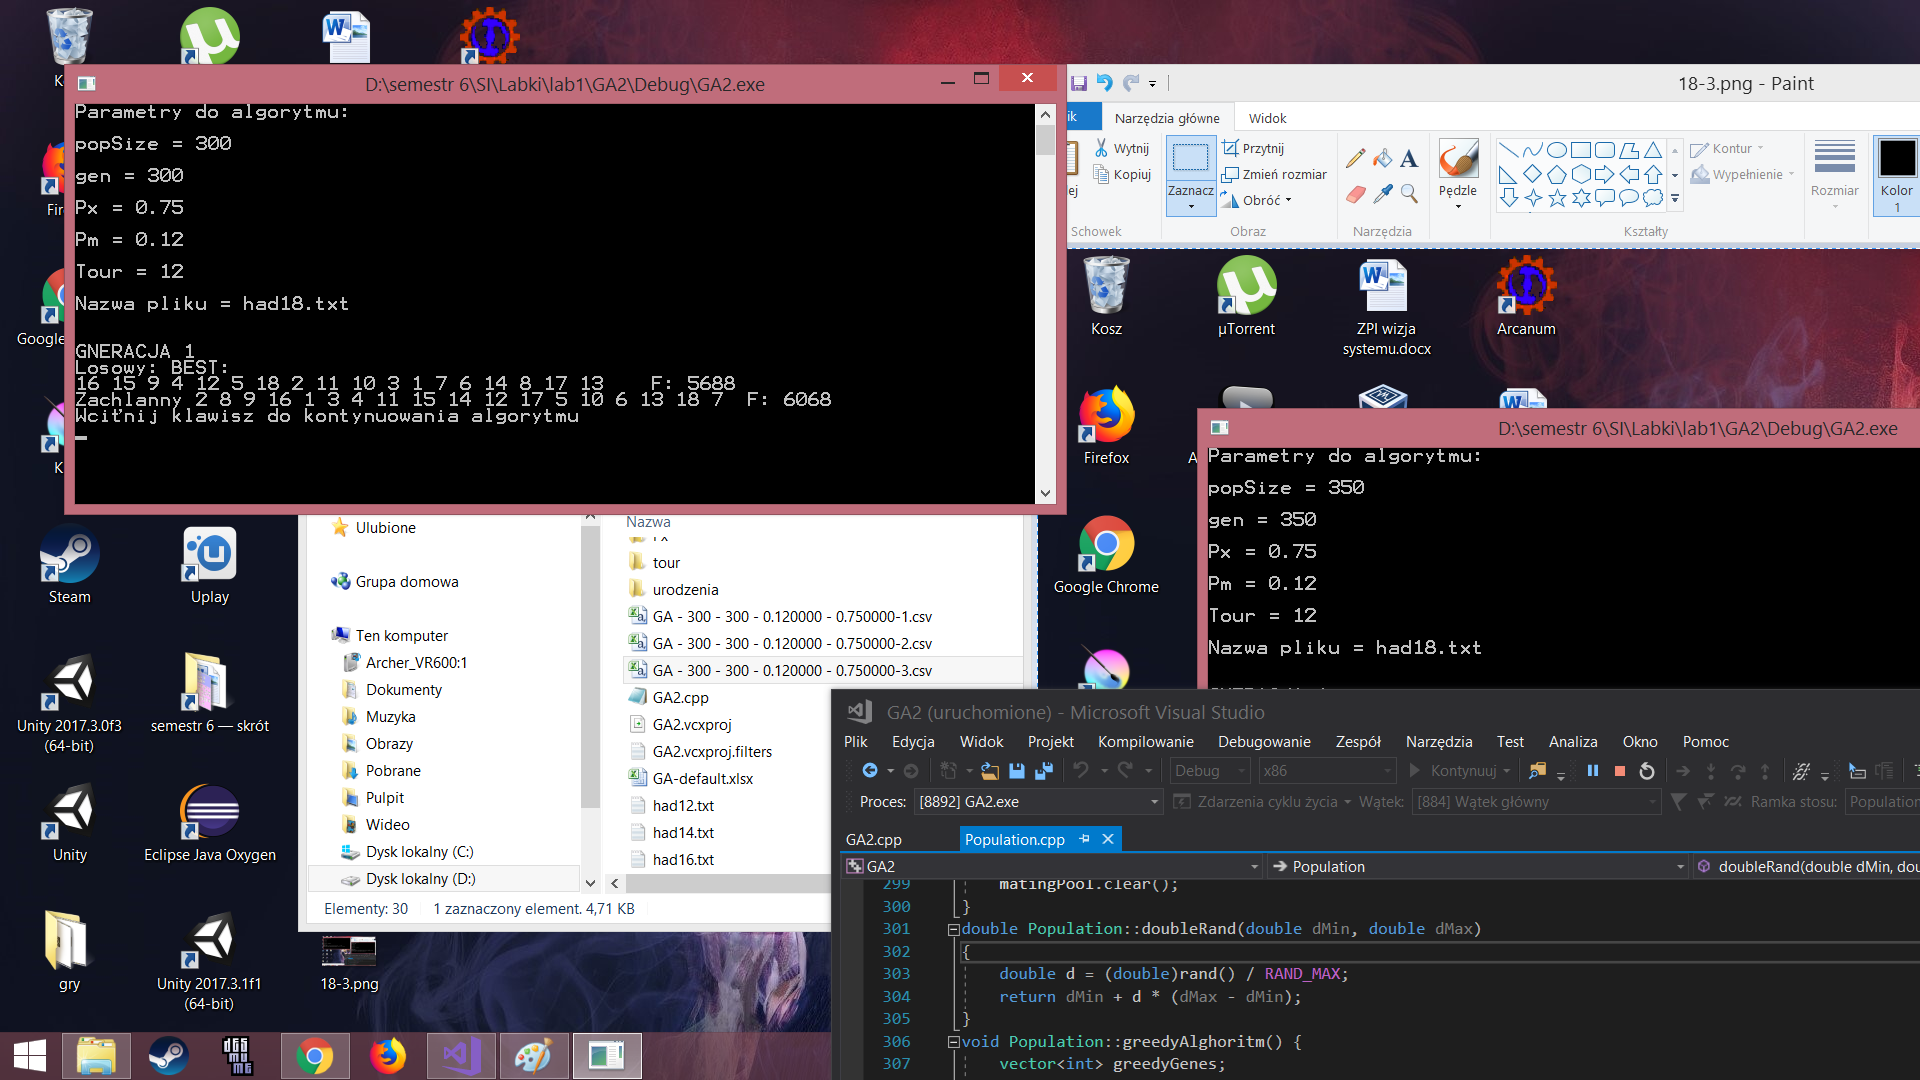 D:\semestr 6\SI\Labki\lab1\GA2\Debug\GA2.exe
Parametry do algorytmu:
popSize = 300
gen = 300
Px = 0.75
Pm = 0.12
Tour = 12
Nazwa pliku = had18.txt
GNERACJA 1
Losowy: BEST:
16 15 9 4 12 5 18 2 11 10 3 1 7 6 14 8 17 13 F: 5688
Zachlanny 2 8 9 16 1 3 4 11 15 14 12 17 5 10 6 13 18 7 F: 6068
Wciťnij klawisz do kontynuowania algorytmu
18-3.png - Paint
Narzędzia główne
Widok
Wytnij
Kopiuj
Schowek
Zaznacz
Przytnij
Zmień rozmiar
Obróć
Obraz
Narzędzia
Pędzle
Kształty
Kontur
Wypełnienie
Rozmiar
Kolor
1
Kosz
µTorrent
ZPI wizja
systemu.docx
Arcanum
Firefox
Google Chrome
D:\semestr 6\SI\Labki\lab1\GA2\Debug\GA2.exe
Parametry do algorytmu:
popSize = 350
gen = 350
Px = 0.75
Pm = 0.12
Tour = 12
Nazwa pliku = had18.txt
Google
Steam
Uplay
Unity 2017.3.0f3
(64-bit)
semestr 6 — skrót
Unity
Eclipse Java Oxygen
gry
Unity 2017.3.1f1
(64-bit)
18-3.png
Ulubione
Grupa domowa
Ten komputer
Archer_VR600:1
Dokumenty
Muzyka
Obrazy
Pobrane
Pulpit
Wideo
Dysk lokalny (C:)
Dysk lokalny (D:)
Nazwa
tour
urodzenia
GA - 300 - 300 - 0.120000 - 0.750000-1.csv
GA - 300 - 300 - 0.120000 - 0.750000-2.csv
GA - 300 - 300 - 0.120000 - 0.750000-3.csv
GA2.cpp
GA2.vcxproj
GA2.vcxproj.filters
GA-default.xlsx
had12.txt
had14.txt
had16.txt
Elementy: 30 1 zaznaczony element. 4,71 KB
GA2 (uruchomione) - Microsoft Visual Studio
Plik Edycja Widok Projekt Kompilowanie Debugowanie Zespół Narzędzia Test Analiza Okno Pomoc
Debug x86 Kontynuuj
Proces: [8892] GA2.exe Zdarzenia cyklu życia Wątek: [884] Wątek główny Ramka stosu: Population
GA2.cpp Population.cpp
GA2 Population doubleRand(double dMin, dou
299 matingPool.clear();
300 }
301 double Population::doubleRand(double dMin, double dMax)
302 {
303 double d = (double)rand() / RAND_MAX;
304 return dMin + d * (dMax - dMin);
305 }
306 void Population::greedyAlghoritm() {
307 vector<int> greedyGenes;